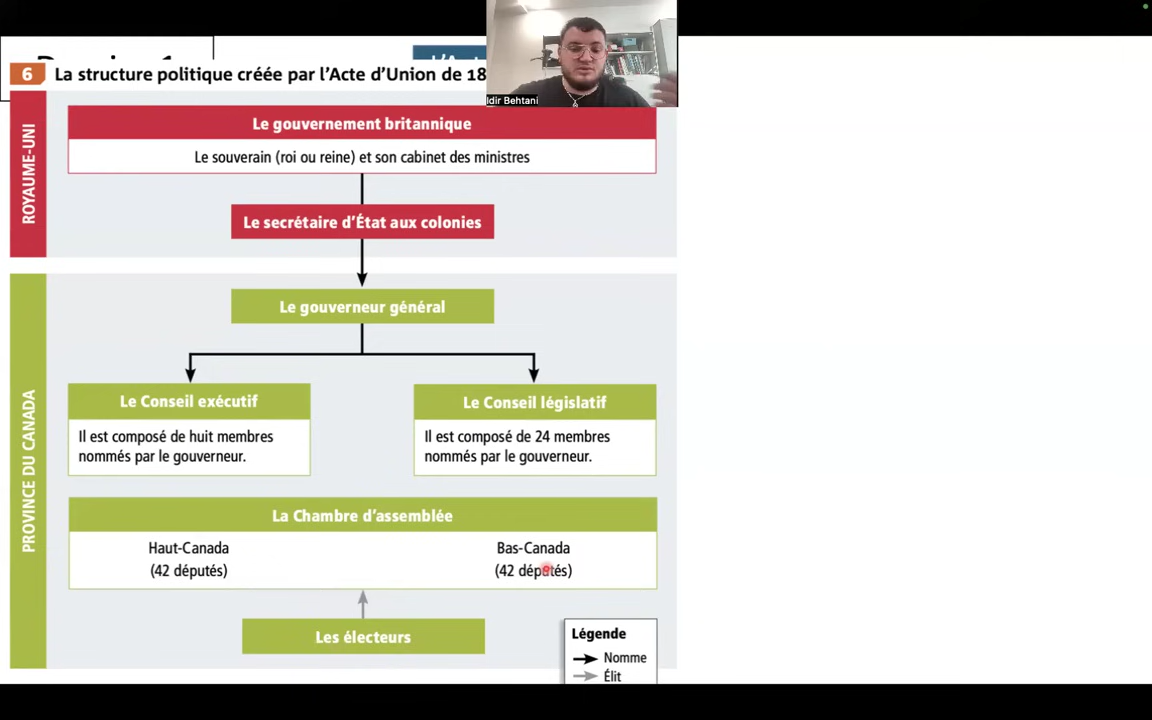 6 La structure politique créée par l'Acte d'Union de 18
Idir Behtani
ROYAUME-UNI
Le gouvernement britannique
Le souverain (roi ou reine) et son cabinet des ministres
Le secrétaire d'État aux colonies
PROVINCE DU CANADA
Le gouverneur général
Le Conseil exécutif
Il est composé de huit membres
nommés par le gouverneur.
Le Conseil législatif
Il est composé de 24 membres
nommés par le gouverneur.
La Chambre d'assemblée
Haut-Canada
(42 députés)
Bas-Canada
(42 députés)
Les électeurs
Légende
Nomme
Élit